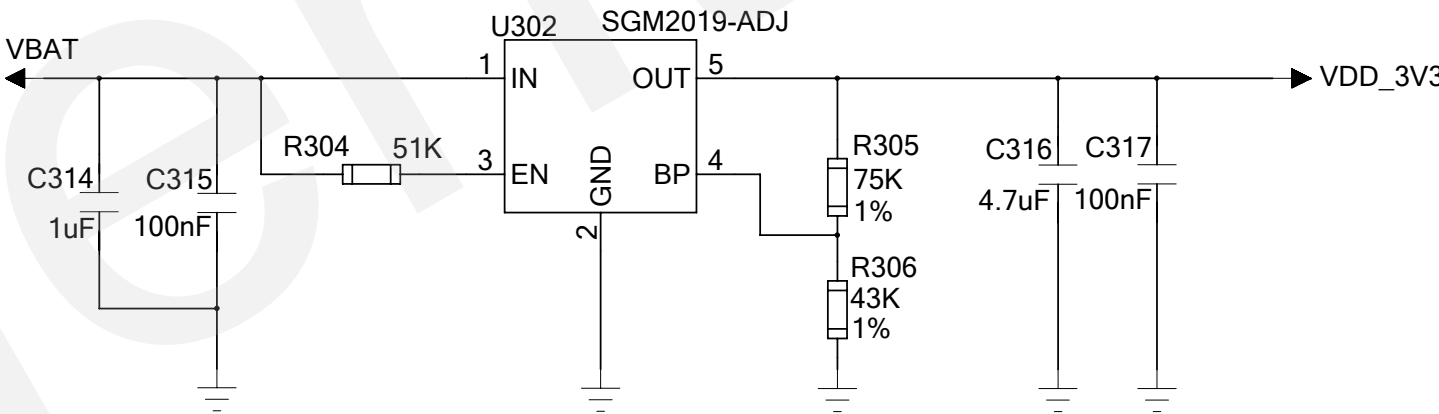 U302 SGM2019-ADJ
VBAT
1 IN OUT 5
VDD_3V3
R304 51K
3 EN GND BP 4
2
C314
1uF
C315
100nF
R305
75K
1%
R306
43K
1%
C316
4.7uF
C317
100nF